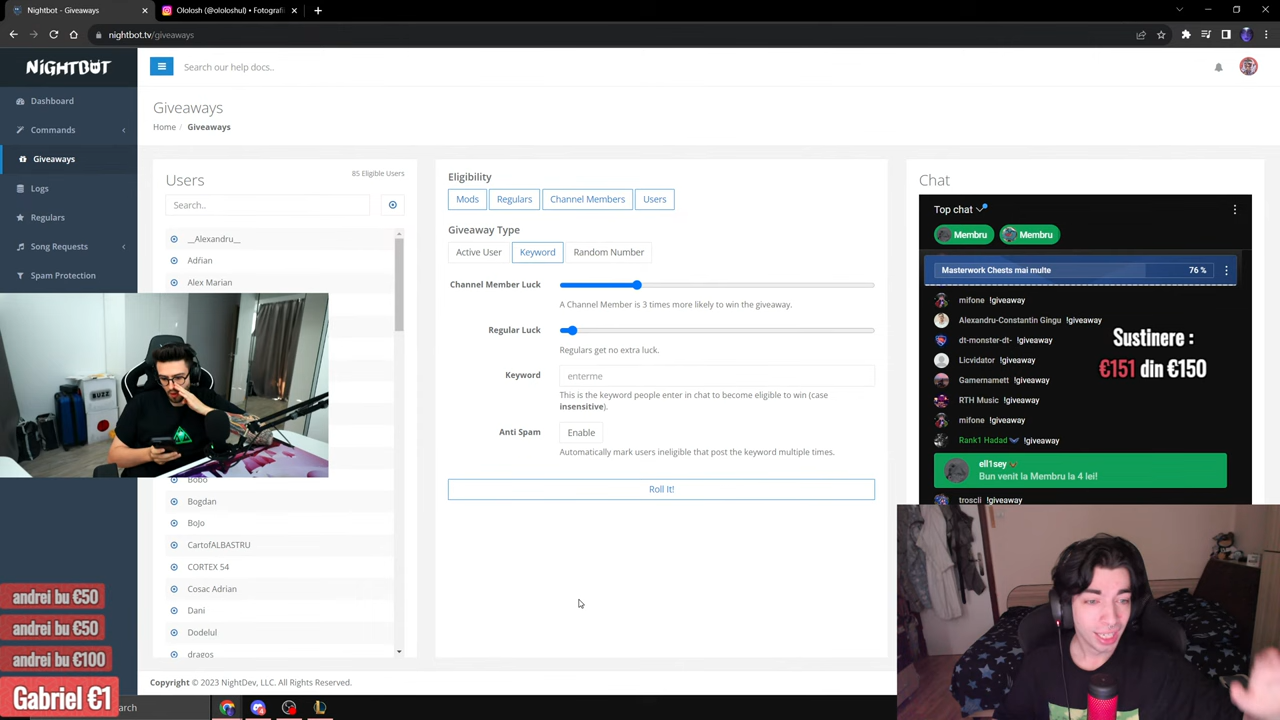 Nightbot - Giveaways
Ololosh (@ololoshul) • Fotografii
nightbot.tv/giveaways
NIGHTBOT
Search our help docs..
Dashboard
Commands
Giveaways
Logs
Regulars
Song Requests
Spam Protection
Giveaways
Home / Giveaways
Users
85 Eligible Users
Search..
__Alexandru__
Adrian
Alex Marian
Bobo
Bogdan
BoJo
CartofALBASTRU
CORTEX 54
Cosac Adrian
Dani
Dodelul
dragos
Eligibility
Mods
Regulars
Channel Members
Users
Giveaway Type
Active User
Keyword
Random Number
Channel Member Luck
A Channel Member is 3 times more likely to win the giveaway.
Regular Luck
Regulars get no extra luck.
Keyword
enterme
This is the keyword people enter in chat to become eligible to win (case
insensitive).
Anti Spam
Enable
Automatically mark users ineligible that post the keyword multiple times.
Roll It!
Chat
Top chat
Membru
Membru
Masterwork Chests mai multe
76 %
mifone !giveaway
Alexandru-Constantin Gingu !giveaway
dt-monster-dt- !giveaway
Licvidator !giveaway
Gamernamett !giveaway
RTH Music !giveaway
mifone !giveaway
Rank1 Hadad !giveaway
ell1sey
Bun venit la Membru la 4 lei!
troscli !giveaway
Sustinere :
€151 din €150
BUZZ
andrei bu €50
andrei bu €50
andrei bu €100
Gabriel €1
Copyright © 2023 NightDev, LLC. All Rights Reserved.
arch